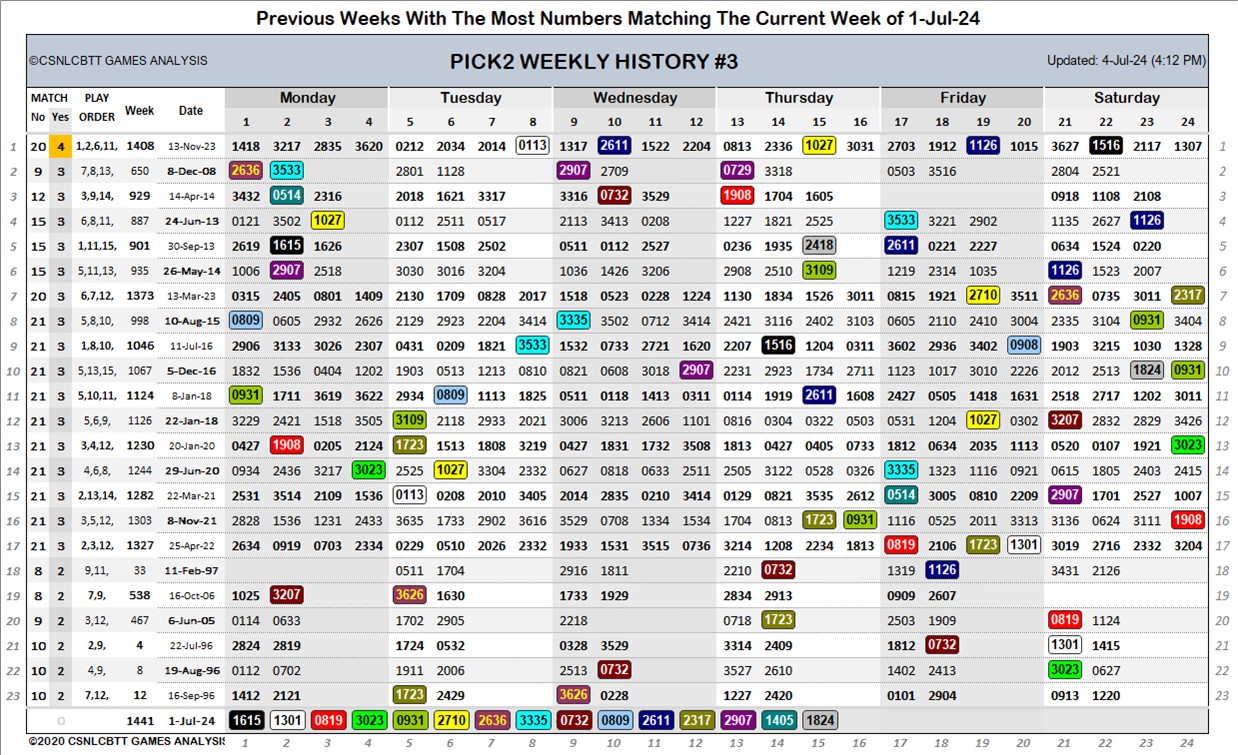 Previous Weeks With The Most Numbers Matching The Current Week of 1-Jul-24
©CSNLCBTT GAMES ANALYSIS PICK2 WEEKLY HISTORY #3 Updated: 4-Jul-24 (4:12 PM)
MATCH PLAY Week Date Monday Tuesday Wednesday Thursday Friday Saturday
No Yes ORDER 1 2 3 4 5 6 7 8 9 10 11 12 13 14 15 16 17 18 19 20 21 22 23 24
1 20 4 1,2,6,11, 1408 13-Nov-23 1418 3217 2835 3620 0212 2034 2014 0113 1317 2611 1522 2204 0813 2336 1027 3031 2703 1912 1126 1015 3627 1516 2117 1307 1
2 9 3 7,8,13, 650 8-Dec-08 2636 3533 2801 1128 2907 2709 0729 3318 0503 3516 2804 2521 2
3 12 3 3,9,14, 929 14-Apr-14 3432 0514 2316 2018 1621 3317 3316 0732 3529 1908 1704 1605 0918 1108 2108 3
4 15 3 6,8,11, 887 24-Jun-13 0121 3502 1027 0112 2511 0517 2113 3413 0208 1227 1821 2525 3533 3221 2902 1135 2627 1126 4
5 15 3 1,11,15, 901 30-Sep-13 2619 1615 1626 2307 1508 2502 0511 0112 2527 0236 1935 2418 2611 0221 2227 0634 1524 0220 5
6 15 3 5,11,13, 935 26-May-14 1006 2907 2518 3030 3016 3204 1036 1426 3206 2908 2510 3109 1219 2314 1035 1126 1523 2007 6
7 20 3 6,7,12, 1373 13-Mar-23 0315 2405 0801 2409 2130 1709 0828 2017 1518 0523 0228 1224 1130 1834 1526 3011 0815 1921 2710 3511 2636 0735 3011 2317 7
8 21 3 5,8,10, 998 10-Aug-15 0809 0605 2932 2626 2129 2923 2204 3414 3335 3502 0712 3414 2421 3116 2402 3103 0605 2110 2410 3004 2335 3104 0931 3404 8
9 21 3 1,8,10, 1046 11-Jul-16 2906 3133 3026 2307 0431 0209 1821 3533 1532 0733 2721 1620 2207 1516 1204 0311 3602 2936 3402 0908 1903 3215 1030 1328 9
10 21 3 5,13,15, 1067 5-Dec-16 1832 1536 0404 1202 1903 0513 1213 0810 0821 0608 3018 2907 2231 2923 1734 2711 1123 1017 3010 2226 2012 2513 1824 0931 10
11 21 3 5,10,11, 1124 8-Jan-18 0931 1711 3619 3622 2934 0809 1113 1825 0511 0118 1413 0311 0114 1919 2611 1608 2427 0505 1418 1631 2518 2717 1202 3011 11
12 21 3 5,6,9, 1126 22-Jan-18 3229 2421 1518 3505 3109 2118 2933 2021 3006 3213 2606 1101 0816 0304 0322 0503 0531 1204 1027 0302 3207 2832 2829 3426 12
13 21 3 3,4,12, 1230 20-Jan-20 0427 1908 0205 2124 1723 1513 1808 3219 0427 1831 1732 3508 3413 0427 0405 0733 1812 0634 2035 1113 0520 0107 1921 3023 13
14 21 3 4,6,8, 1244 29-Jun-20 0934 2436 3217 3023 2525 1027 3304 2332 0627 0818 0633 2511 2505 3122 0528 0326 3335 1323 1116 0921 0615 1805 2403 2415 14
15 21 3 2,13,14, 1282 22-Mar-21 2531 3514 2109 1536 0113 0208 2010 3405 2014 2835 0210 3414 0129 0821 3535 2612 0514 3005 0810 2209 2907 1701 2527 1007 15
16 21 3 3,5,12, 1303 8-Nov-21 2828 1536 1231 2433 3635 1733 2902 3616 3529 0708 1334 1534 1704 0813 1723 0931 1116 0525 2011 3313 3136 0624 3111 1908 16
17 21 3 2,3,12, 1327 25-Apr-22 2634 0919 0703 2334 0229 0510 3026 2332 1933 1531 3515 0736 3214 1208 2234 1813 0819 2106 1723 1301 3019 2716 2332 3204 17
18 8 2 9,11, 33 11-Feb-97 0511 1704 2916 1811 2210 0732 1319 1126 3431 2126 18
19 8 2 7,9, 538 16-Oct-06 1025 3207 3626 1630 1733 1929 2834 2913 0909 2607 19
20 9 2 3,12, 467 6-Jun-05 0114 0633 1702 2905 2218 0718 1723 2503 1909 0819 1124 20
21 10 2 2,9, 4 22-Jul-96 2824 2819 1724 0532 0328 3529 3314 2409 1812 0732 1301 1415 21
22 10 2 4,9, 8 19-Aug-96 0112 0702 1911 2006 2513 0732 3527 2610 1402 2413 3023 0627 22
23 10 2 7,12, 12 16-Sep-96 1412 2121 1723 2429 3626 0228 1227 2420 0101 2904 0913 1220 23
0 1441 1-Jul-24 1615 1301 0819 3023 0931 2710 2636 3335 0732 0809 2611 2317 2907 1405 1824
©2020 CSNLCBTT GAMES ANALYSIS 1 2 3 4 5 6 7 8 9 10 11 12 13 14 15 16 17 18 19 20 21 22 23 24